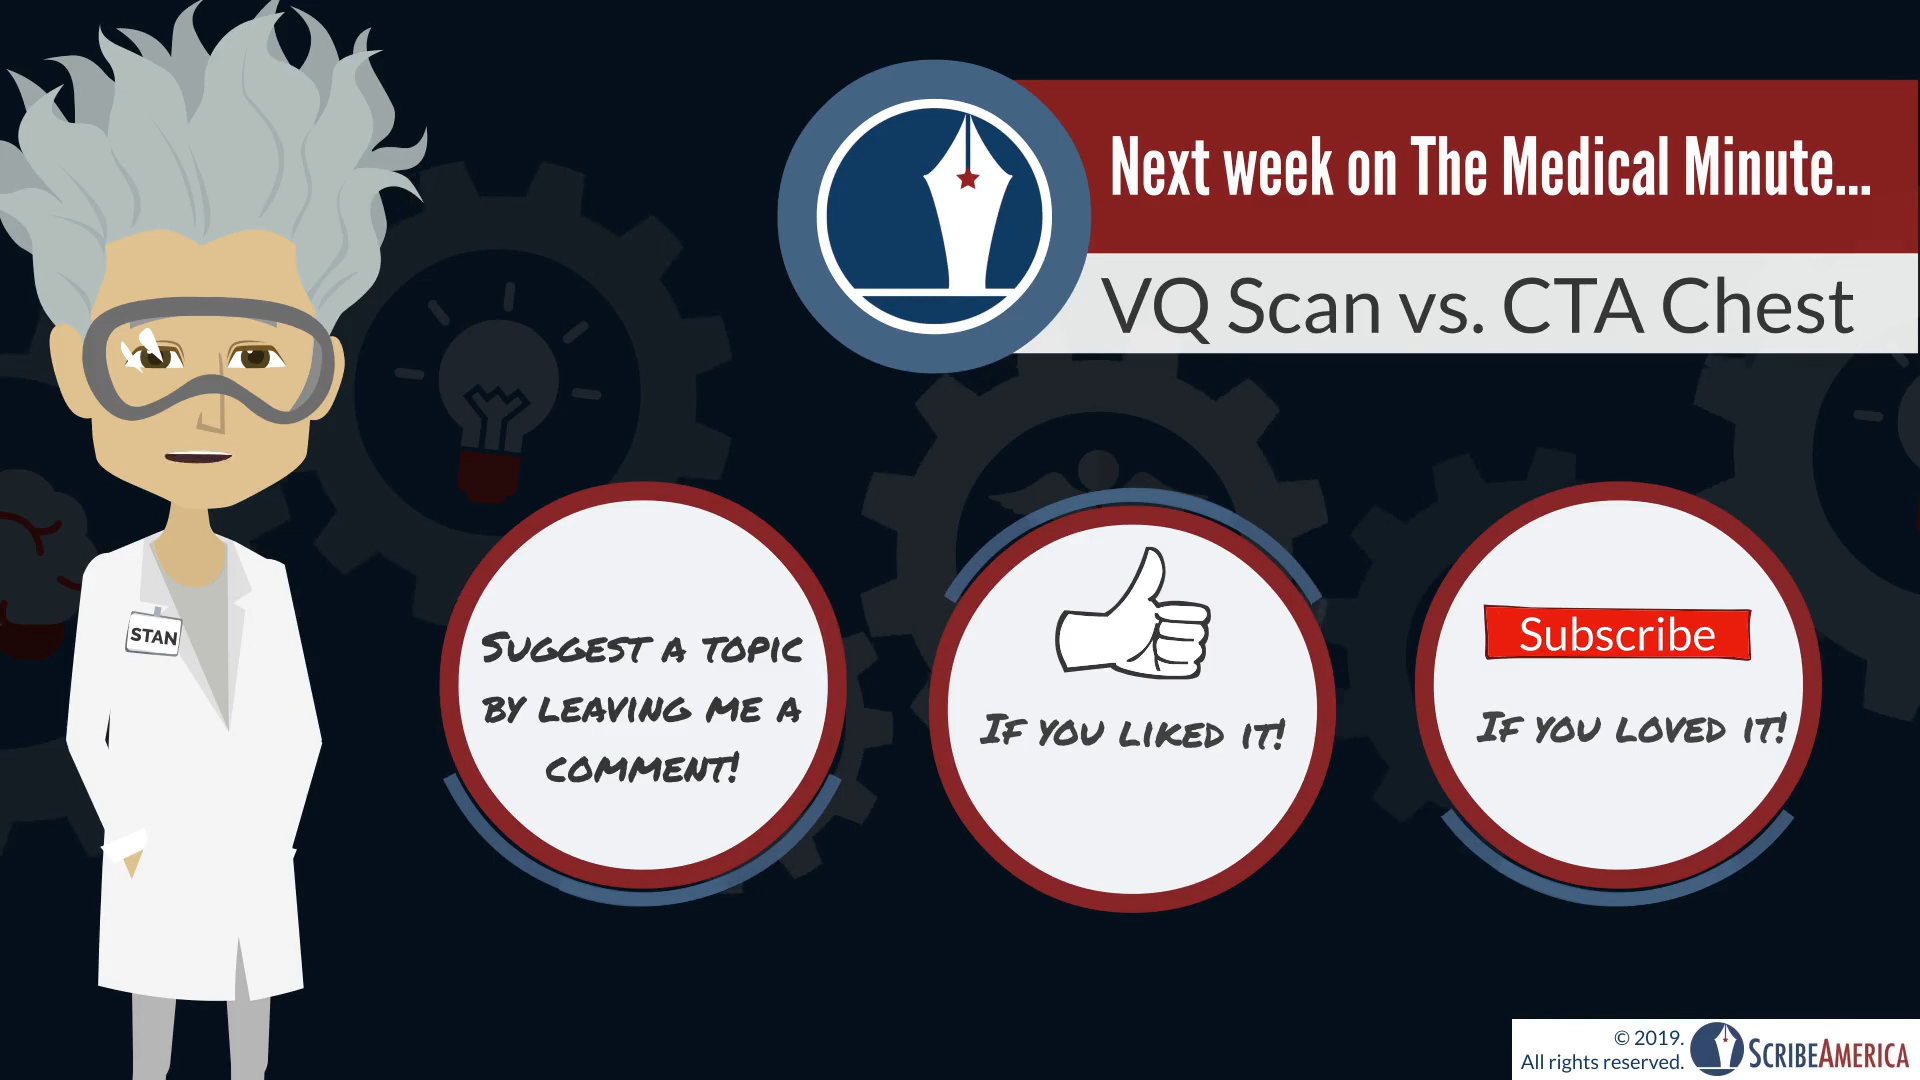 Next week on The Medical Minute...
VQ Scan vs. CTA Chest
STAN
Suggest a topic
by leaving me a
comment!
If you liked it!
Subscribe
If you loved it!
© 2019.
All rights reserved.
ScribeAmerica